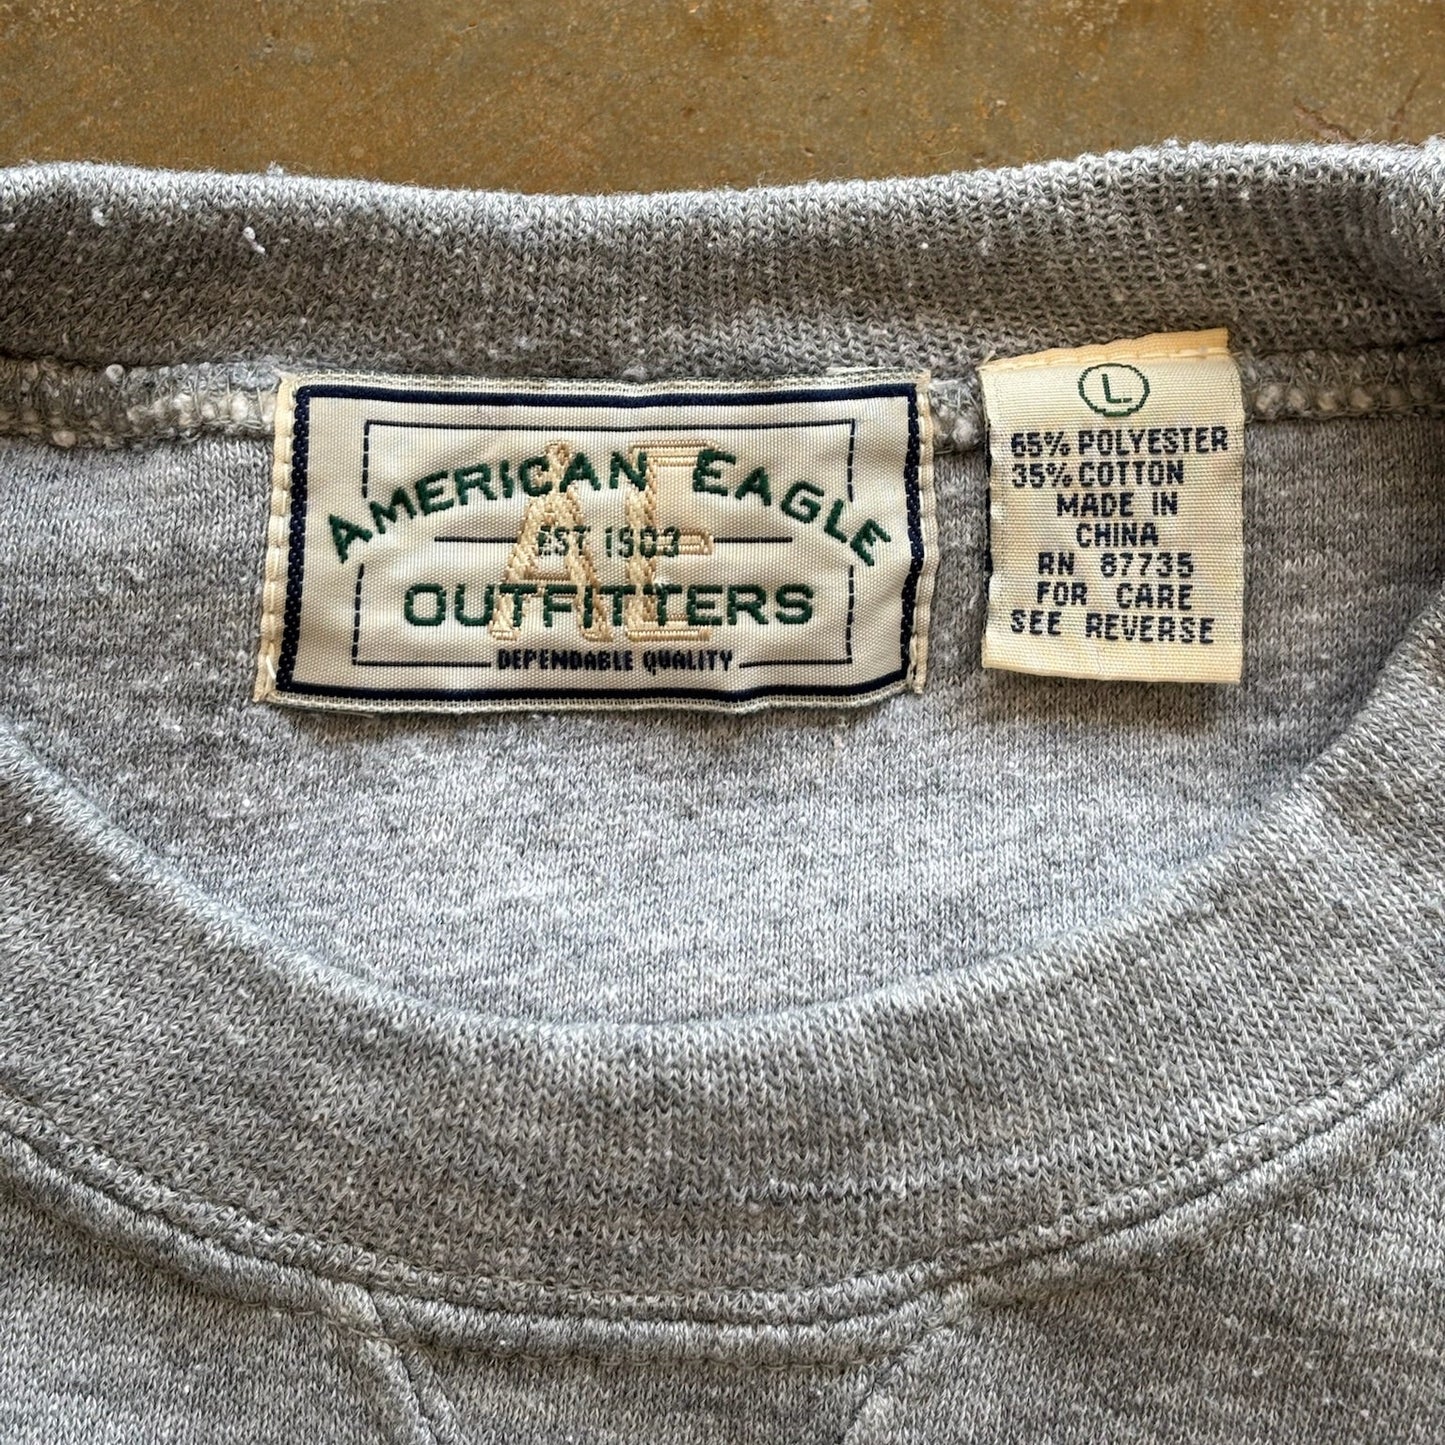 AMERICAN EAGLE
EST 1903
OUTFITTERS
DEPENDABLE QUALITY
AE
L
65% POLYESTER
35% COTTON
MADE IN
CHINA
RN 67735
FOR CARE
SEE REVERSE